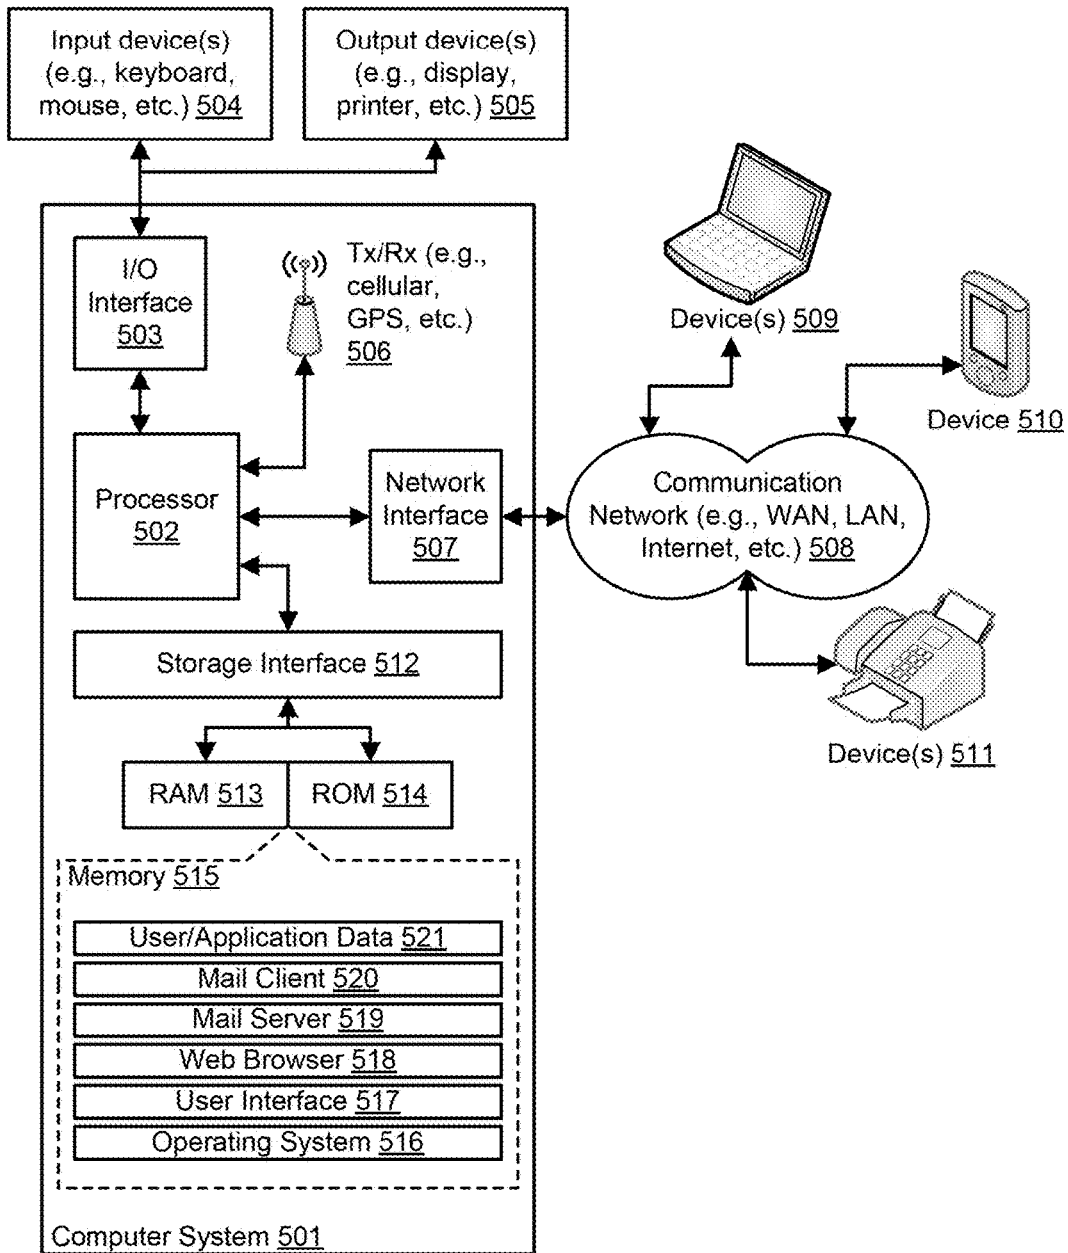 Input device(s)
(e.g., keyboard,
mouse, etc.) 504
Output device(s)
(e.g., display,
printer, etc.) 505
I/O
Interface
503
Tx/Rx (e.g.,
cellular,
GPS, etc.)
506
Device(s) 509
Device 510
Processor
502
Network
Interface
507
Communication
Network (e.g., WAN, LAN,
Internet, etc.) 508
Storage Interface 512
Device(s) 511
RAM 513
ROM 514
Memory 515
User/Application Data 521
Mail Client 520
Mail Server 519
Web Browser 518
User Interface 517
Operating System 516
Computer System 501